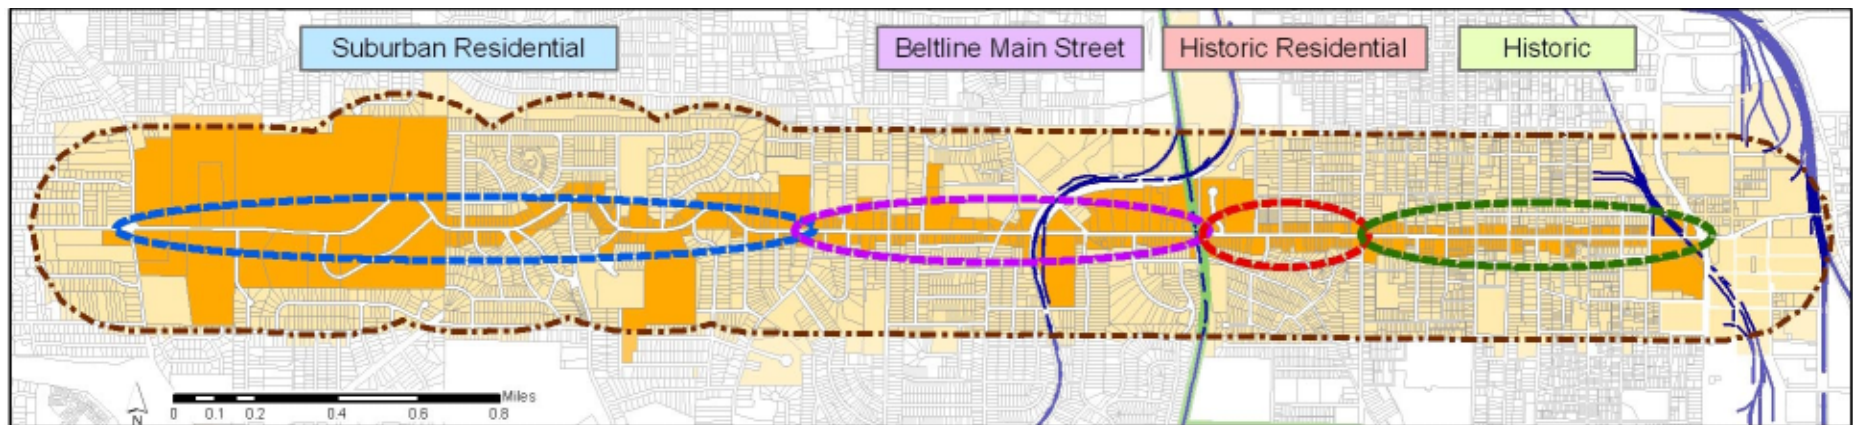 Suburban Residential
Beltline Main Street
Historic Residential
Historic
Miles
N
0 0.1 0.2 0.4 0.6 0.8